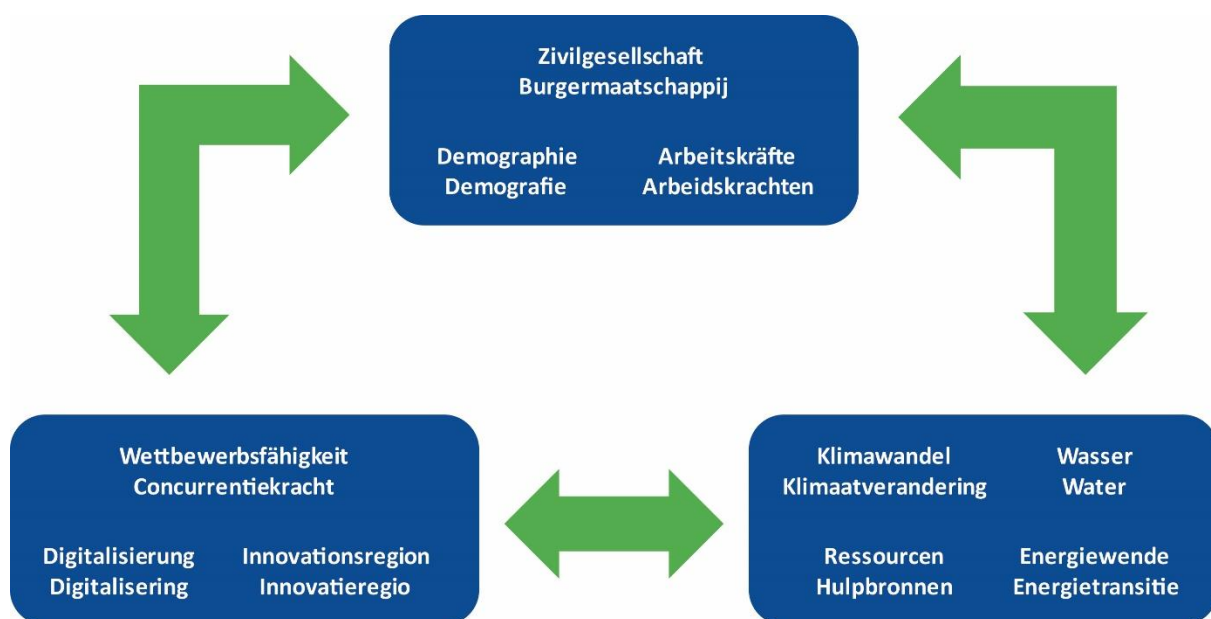 Zivilgesellschaft
Burgermaatschappij
Demographie
Demografie
Arbeitskräfte
Arbeidskrachten
Wettbewerbsfähigkeit
Concurrentiekracht
Digitalisierung
Digitalisering
Innovationsregion
Innovatieregio
Klimawandel
Klimaatverandering
Wasser
Water
Ressourcen
Hulpbronnen
Energiewende
Energietransitie